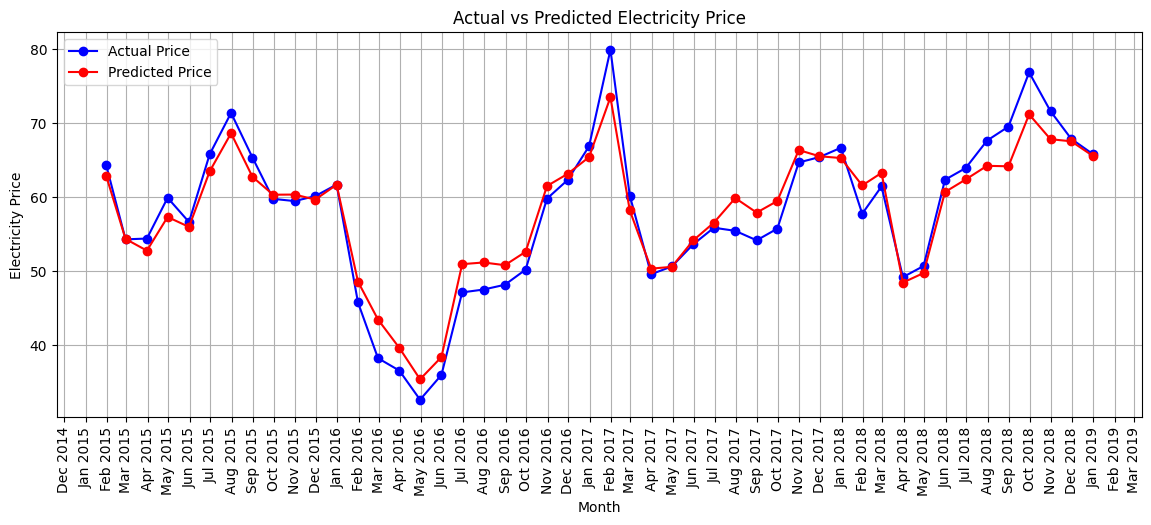 Actual vs Predicted Electricity Price
Actual Price
Predicted Price
80
70
60
50
40
Electricity Price
Dec 2014
Jan 2015
Feb 2015
Mar 2015
Apr 2015
May 2015
Jun 2015
Jul 2015
Aug 2015
Sep 2015
Oct 2015
Nov 2015
Dec 2015
Jan 2016
Feb 2016
Mar 2016
Apr 2016
May 2016
Jun 2016
Jul 2016
Aug 2016
Sep 2016
Oct 2016
Nov 2016
Dec 2016
Jan 2017
Feb 2017
Mar 2017
Apr 2017
May 2017
Jun 2017
Jul 2017
Aug 2017
Sep 2017
Oct 2017
Nov 2017
Dec 2017
Jan 2018
Feb 2018
Mar 2018
Apr 2018
May 2018
Jun 2018
Jul 2018
Aug 2018
Sep 2018
Oct 2018
Nov 2018
Dec 2018
Jan 2019
Feb 2019
Mar 2019
Month